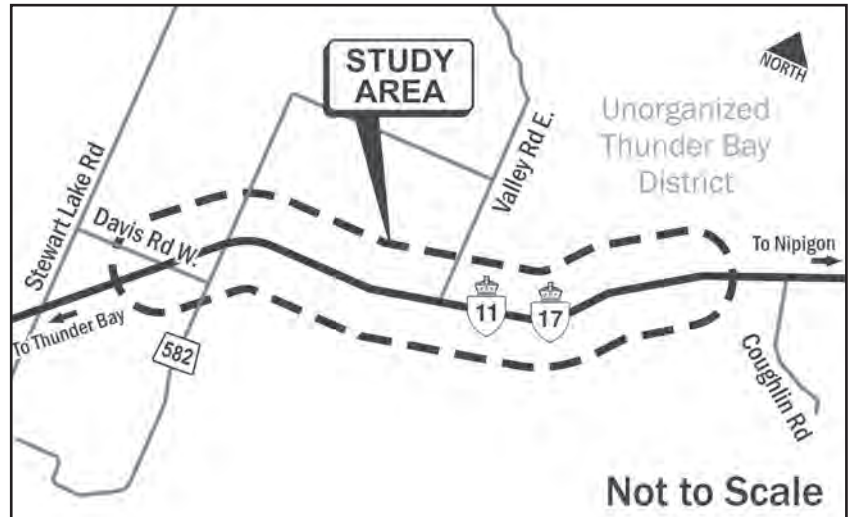 STUDY
AREA
NORTH
Unorganized
Thunder Bay
District
Stewart Lake Rd
Davis Rd W.
Valley Rd E.
To Nipigon
11
17
To Thunder Bay
582
Coughlin Rd
Not to Scale